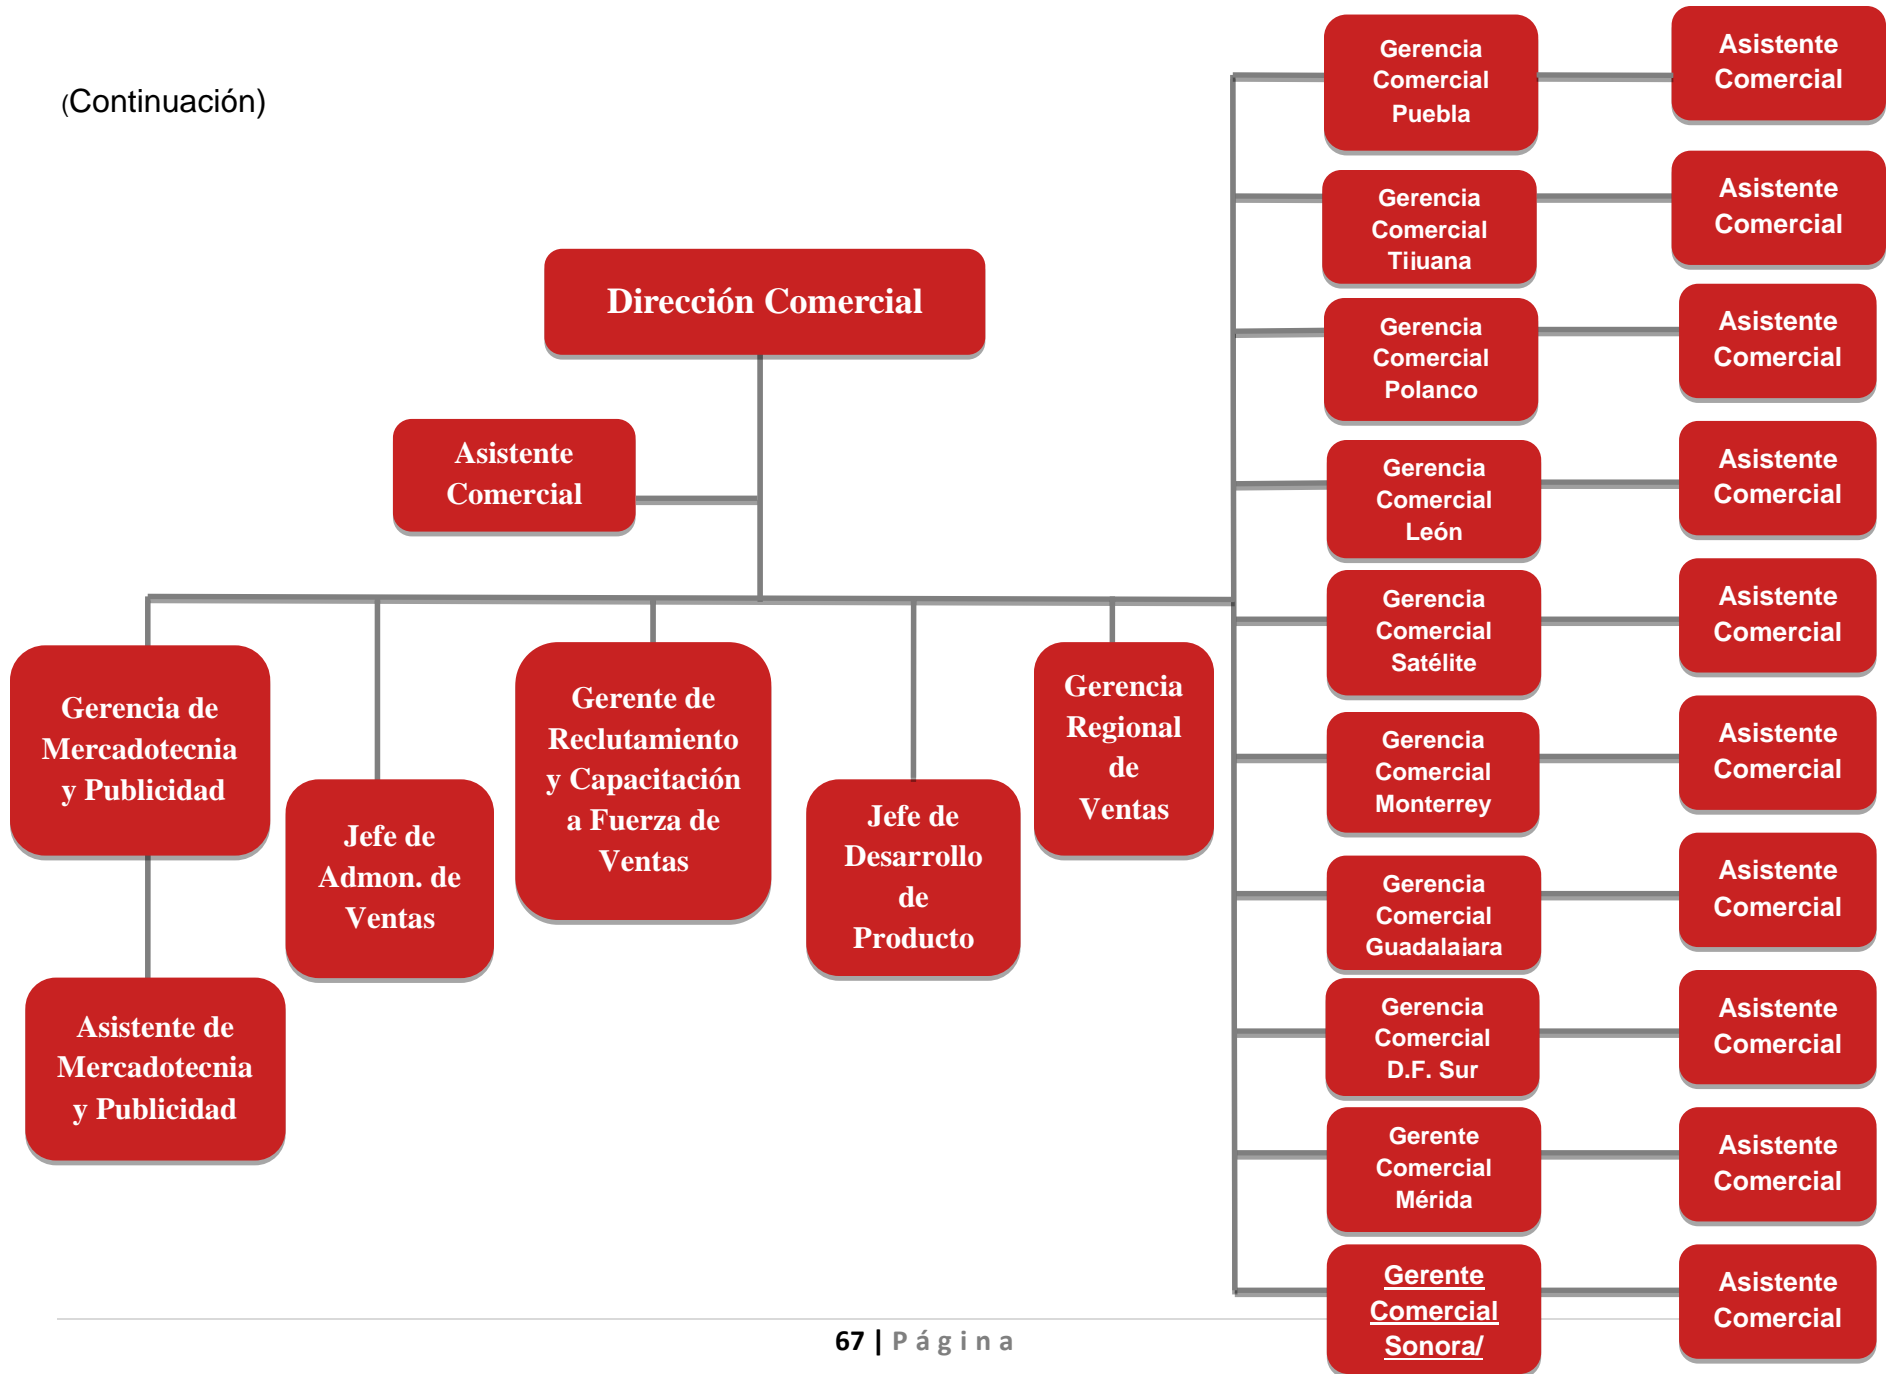 (Continuación)
Dirección Comercial
Asistente
Comercial
Gerencia de
Mercadotecnia
y Publicidad
Asistente de
Mercadotecnia
y Publicidad
Jefe de
Admon. de
Ventas
Gerente de
Reclutamiento
y Capacitación
a Fuerza de
Ventas
Jefe de
Desarrollo
de
Producto
Gerencia
Regional
de
Ventas
Gerencia
Comercial
Puebla
Asistente
Comercial
Gerencia
Comercial
Tijuana
Asistente
Comercial
Gerencia
Comercial
Polanco
Asistente
Comercial
Gerencia
Comercial
León
Asistente
Comercial
Gerencia
Comercial
Satélite
Asistente
Comercial
Gerencia
Comercial
Monterrey
Asistente
Comercial
Gerencia
Comercial
Guadalajara
Asistente
Comercial
Gerencia
Comercial
D.F. Sur
Asistente
Comercial
Gerente
Comercial
Mérida
Asistente
Comercial
Gerente
Comercial
Sonora/
Asistente
Comercial
67 | Página